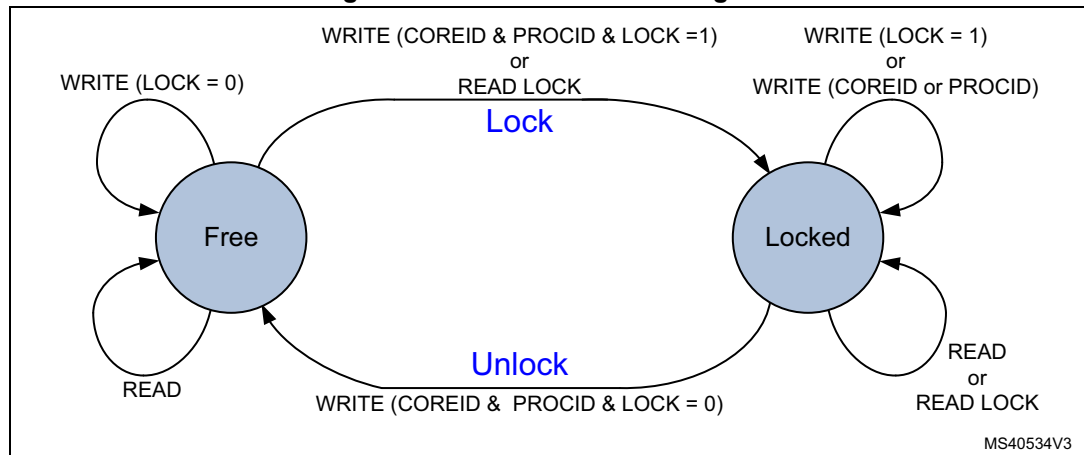 WRITE (COREID & PROCID & LOCK =1)
or
READ LOCK
Lock
WRITE (LOCK = 1)
or
WRITE (COREID or PROCID)
WRITE (LOCK = 0)
Free
Locked
READ
Unlock
WRITE (COREID & PROCID & LOCK = 0)
READ
or
READ LOCK
MS40534V3